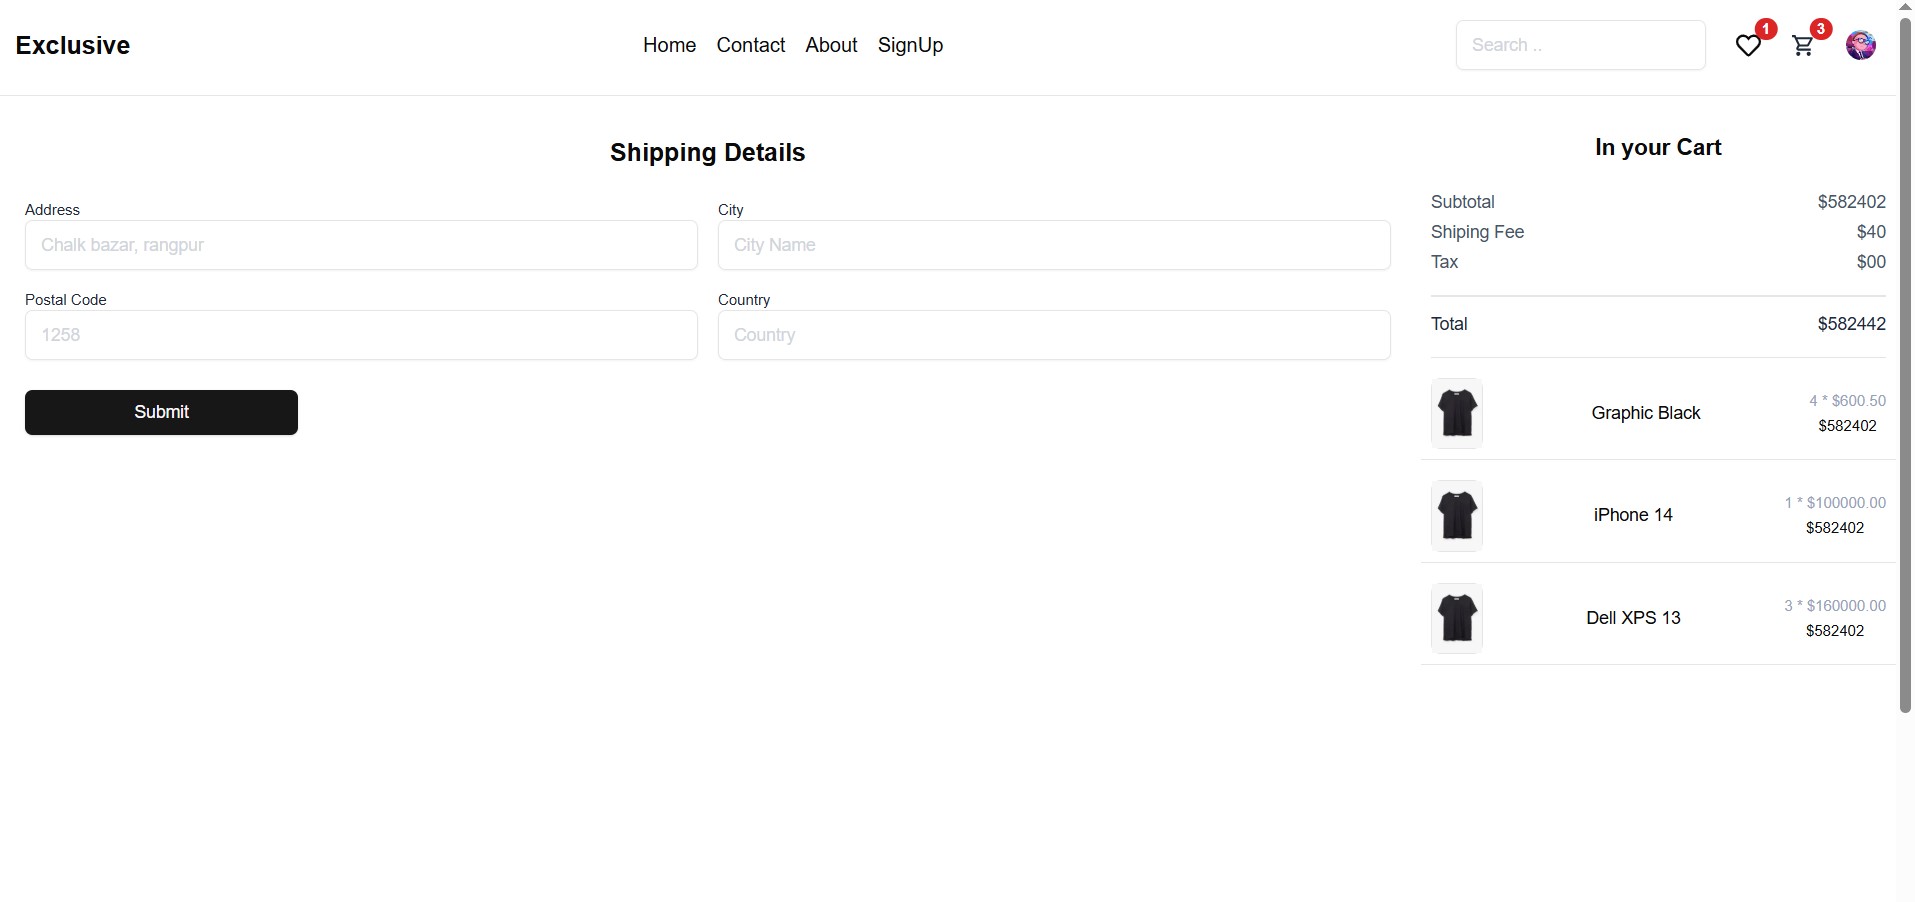 Exclusive
Home Contact About SignUp
Search ..
1
3
Shipping Details
Address
Chalk bazar, rangpur
City
City Name
Postal Code
1258
Country
Country
Submit
In your Cart
Subtotal $582402
Shiping Fee $40
Tax $00
Total $582442
Graphic Black
4 * $600.50
$582402
iPhone 14
1 * $100000.00
$582402
Dell XPS 13
3 * $160000.00
$582402